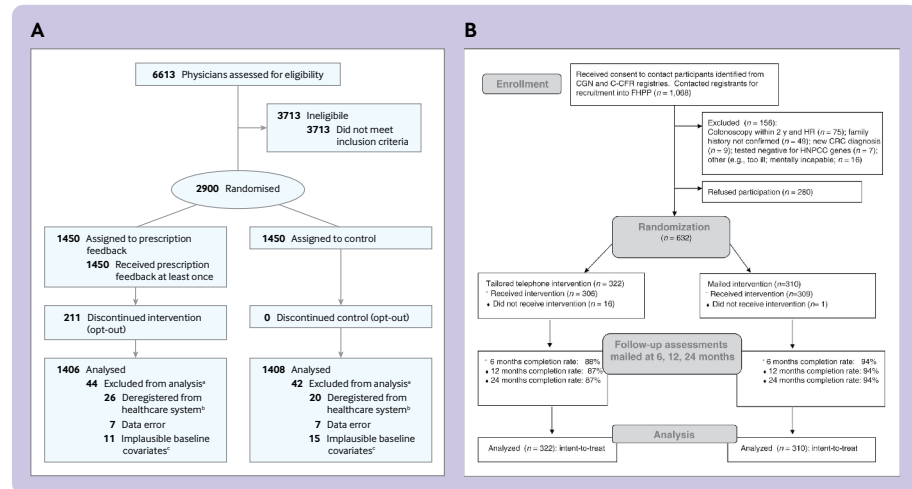 A
6613 Physicians assessed for eligibility
3713 Ineligibile
3713 Did not meet
inclusion criteria
2900 Randomised
1450 Assigned to prescription
feedback
1450 Received prescription
feedback at least once
1450 Assigned to control
211 Discontinued intervention
(opt-out)
0 Discontinued control (opt-out)
1406 Analysed
44 Excluded from analysisᵃ
26 Deregistered from
healthcare systemᵇ
7 Data error
11 Implausible baseline
covariatesᶜ
1408 Analysed
42 Excluded from analysisᵃ
20 Deregistered from
healthcare systemᵇ
7 Data error
15 Implausible baseline
covariatesᶜ
B
Enrollment
Received consent to contact participants identified from
CGN and C-CFR registries. Contacted registrants for
recruitment into FHPP (n = 1,068)
Excluded (n = 156):
Colonoscopy within 2 y and HR (n = 75); family
history not confirmed (n = 49); new CRC diagnosis
(n = 9); tested negative for HNPCC genes (n = 7);
other (e.g., too ill; mentally incapable; n = 16)
Refused participation (n = 280)
Randomization
(n = 632)
Tailored telephone intervention (n = 322)
Received intervention (n = 306)
♦ Did not receive intervention (n = 16)
Mailed intervention (n=310)
Received intervention (n=309)
♦ Did not receive intervention (n= 1)
Follow-up assessments
mailed at 6, 12, 24 months
6 months completion rate: 88%
♦ 12 months completion rate: 87%
♦ 24 months completion rate: 87%
6 months completion rate: 94%
♦ 12 months completion rate: 94%
♦ 24 months completion rate: 94%
Analysis
Analyzed (n = 322): intent-to-treat
Analyzed (n = 310): intent-to-treat